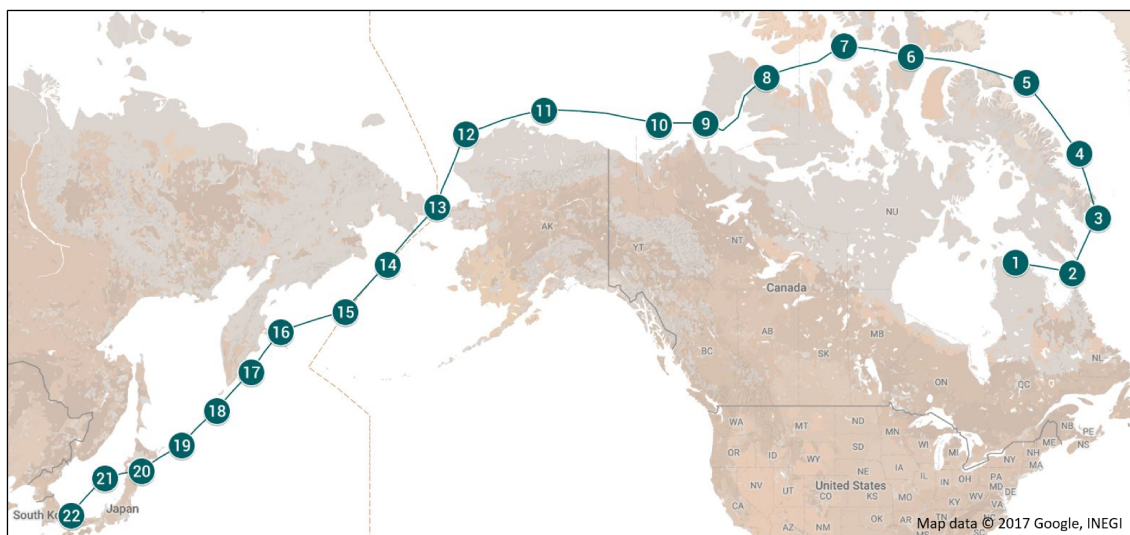 7
6
8
5
11
12
10
9
4
13
3
NU
AK
YT
NT
14
1
2
Canada
15
16
AB
MB
BC
SK
NL
17
ON
QC
18
WA
MT
ND
MN
NB
PE
19
OR
ID
SD
WI
MI
ME
NS
WY
NY
NH
MA
20
21
NV
UT
NE
IA
IL
IN
OH
PA
MD
DE
CO
United States
KS
MO
KY
WV
VA
CA
22
South Ko
Japan
AZ
NM
OK
AR
TN
NC
MS
SC
Map data © 2017 Google, INEGI